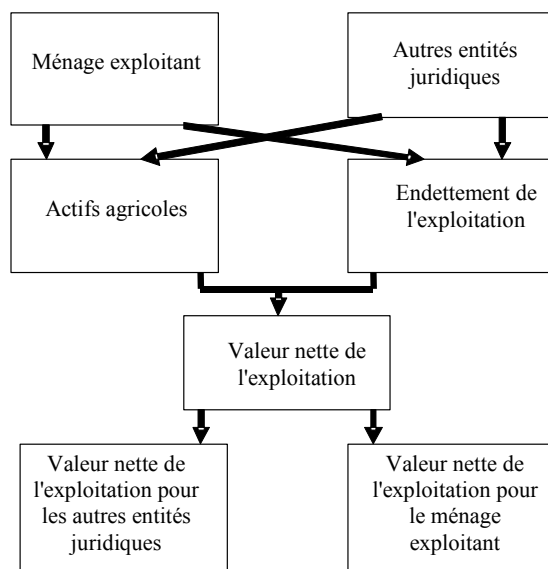 Ménage exploitant
Autres entités
juridiques
Actifs agricoles
Endettement de
l'exploitation
Valeur nette de
l'exploitation
Valeur nette de
l'exploitation pour
les autres entités
juridiques
Valeur nette de
l'exploitation pour
le ménage
exploitant